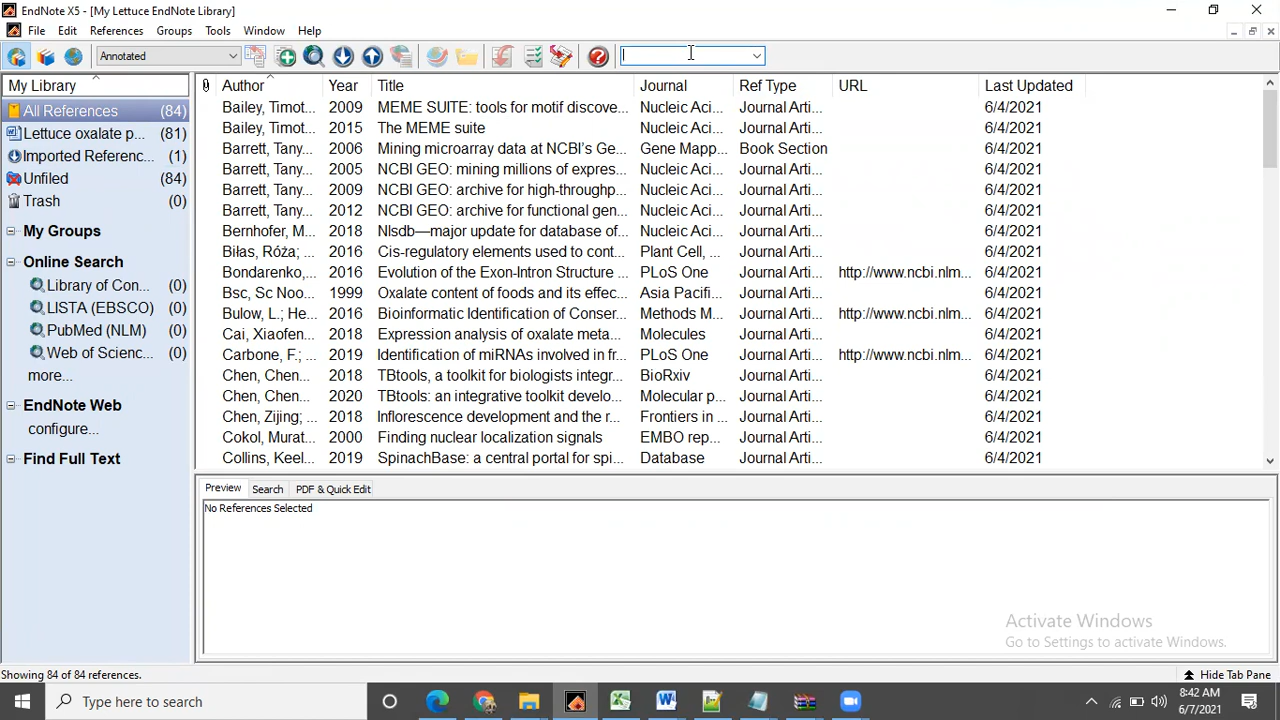 EndNote X5 - [My Lettuce EndNote Library]
File Edit References Groups Tools Window Help
Annotated
My Library Author Year Title Journal Ref Type URL Last Updated
All References (84)
Lettuce oxalate p... (81)
Imported Referenc... (1)
Unfiled (84)
Trash (0)
My Groups
Online Search
Library of Con... (0)
LISTA (EBSCO) (0)
PubMed (NLM) (0)
Web of Scienc... (0)
more...
EndNote Web
configure...
Find Full Text
Bailey, Timot... 2009 MEME SUITE: tools for motif discove... Nucleic Aci... Journal Arti... 6/4/2021
Bailey, Timot... 2015 The MEME suite Nucleic Aci... Journal Arti... 6/4/2021
Barrett, Tany... 2006 Mining microarray data at NCBI's Ge... Gene Mapp... Book Section 6/4/2021
Barrett, Tany... 2005 NCBI GEO: mining millions of expres... Nucleic Aci... Journal Arti... 6/4/2021
Barrett, Tany... 2009 NCBI GEO: archive for high-throughp... Nucleic Aci... Journal Arti... 6/4/2021
Barrett, Tany... 2012 NCBI GEO: archive for functional gen... Nucleic Aci... Journal Arti... 6/4/2021
Bernhofer, M... 2018 Nlsdb—major update for database of... Nucleic Aci... Journal Arti... 6/4/2021
Biłas, Róża; ... 2016 Cis-regulatory elements used to cont... Plant Cell, ... Journal Arti... 6/4/2021
Bondarenko,... 2016 Evolution of the Exon-Intron Structure ... PLoS One Journal Arti... http://www.ncbi.nlm... 6/4/2021
Bsc, Sc Noo... 1999 Oxalate content of foods and its effec... Asia Pacifi... Journal Arti... 6/4/2021
Bulow, L.; He... 2016 Bioinformatic Identification of Conser... Methods M... Journal Arti... http://www.ncbi.nlm... 6/4/2021
Cai, Xiaofen... 2018 Expression analysis of oxalate meta... Molecules Journal Arti... 6/4/2021
Carbone, F.; ... 2019 Identification of miRNAs involved in fr... PLoS One Journal Arti... http://www.ncbi.nlm... 6/4/2021
Chen, Chen... 2018 TBtools, a toolkit for biologists integr... BioRxiv Journal Arti... 6/4/2021
Chen, Chen... 2020 TBtools: an integrative toolkit develo... Molecular p... Journal Arti... 6/4/2021
Chen, Zijing; ... 2018 Inflorescence development and the r... Frontiers in ... Journal Arti... 6/4/2021
Cokol, Murat... 2000 Finding nuclear localization signals EMBO rep... Journal Arti... 6/4/2021
Collins, Keel... 2019 SpinachBase: a central portal for spi... Database Journal Arti... 6/4/2021
Preview Search PDF & Quick Edit
No References Selected
Activate Windows
Go to Settings to activate Windows.
Showing 84 of 84 references. Hide Tab Pane
Type here to search
8:42 AM
6/7/2021